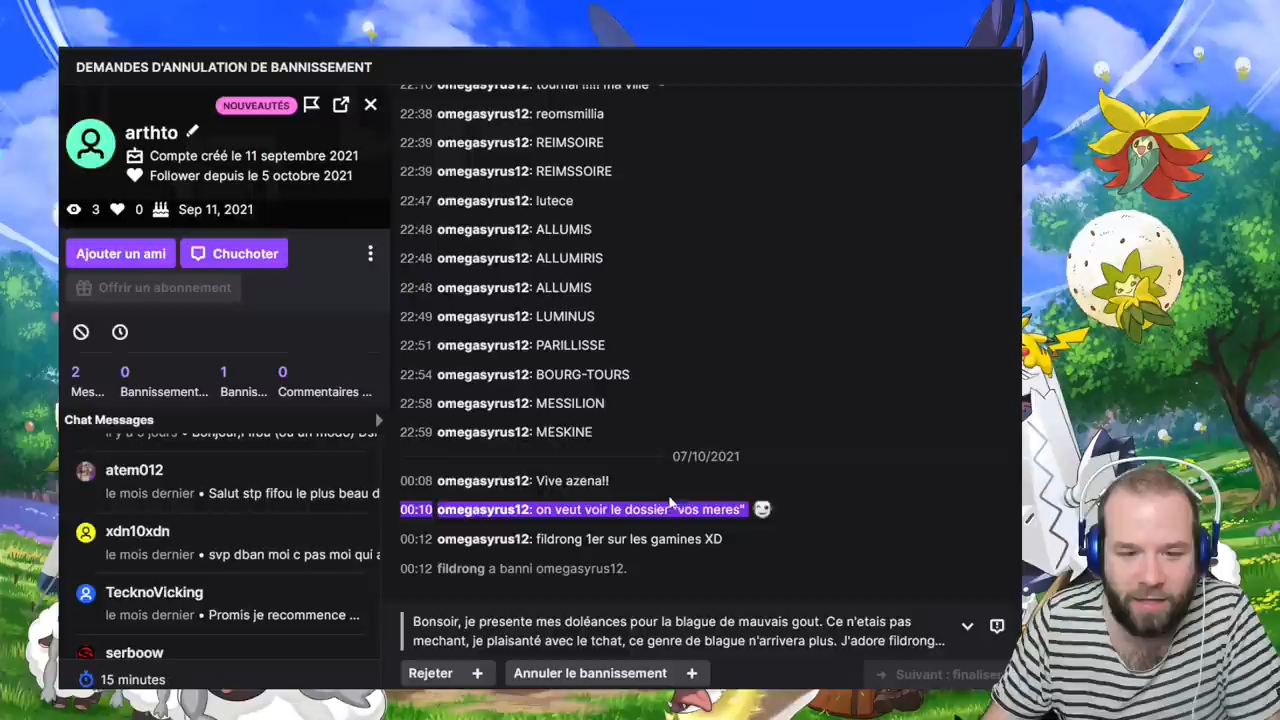 DEMANDES D'ANNULATION DE BANNISSEMENT
NOUVEAUTÉS
arthto
Compte créé le 11 septembre 2021
Follower depuis le 5 octobre 2021
3 0 Sep 11, 2021
Ajouter un ami Chuchoter
Offrir un abonnement
2 0 1 0
Mes... Bannissement... Bannis... Commentaires ...
Chat Messages
atem012
le mois dernier • Salut stp fifou le plus beau d
xdn10xdn
le mois dernier • svp dban moi c pas moi qui a
TecknoVicking
le mois dernier • Promis je recommence ...
serboow
15 minutes
omegasyrus12: tournai !!!!! ma ville
22:38 omegasyrus12: reomsmillia
22:39 omegasyrus12: REIMSOIRE
22:39 omegasyrus12: REIMSSOIRE
22:47 omegasyrus12: lutece
22:48 omegasyrus12: ALLUMIS
22:48 omegasyrus12: ALLUMIRIS
22:48 omegasyrus12: ALLUMIS
22:49 omegasyrus12: LUMINUS
22:51 omegasyrus12: PARILLISSE
22:54 omegasyrus12: BOURG-TOURS
22:58 omegasyrus12: MESSILION
22:59 omegasyrus12: MESKINE
07/10/2021
00:08 omegasyrus12: Vive azena!!
00:10 omegasyrus12: on veut voir le dossier "vos meres"
00:12 omegasyrus12: fildrong 1er sur les gamines XD
00:12 fildrong a banni omegasyrus12.
Bonsoir, je presente mes doléances pour la blague de mauvais gout. Ce n'etais pas
mechant, je plaisanté avec le tchat, ce genre de blague n'arrivera plus. J'adore fildrong...
Rejeter + Annuler le bannissement +
→ Suivant : finalise